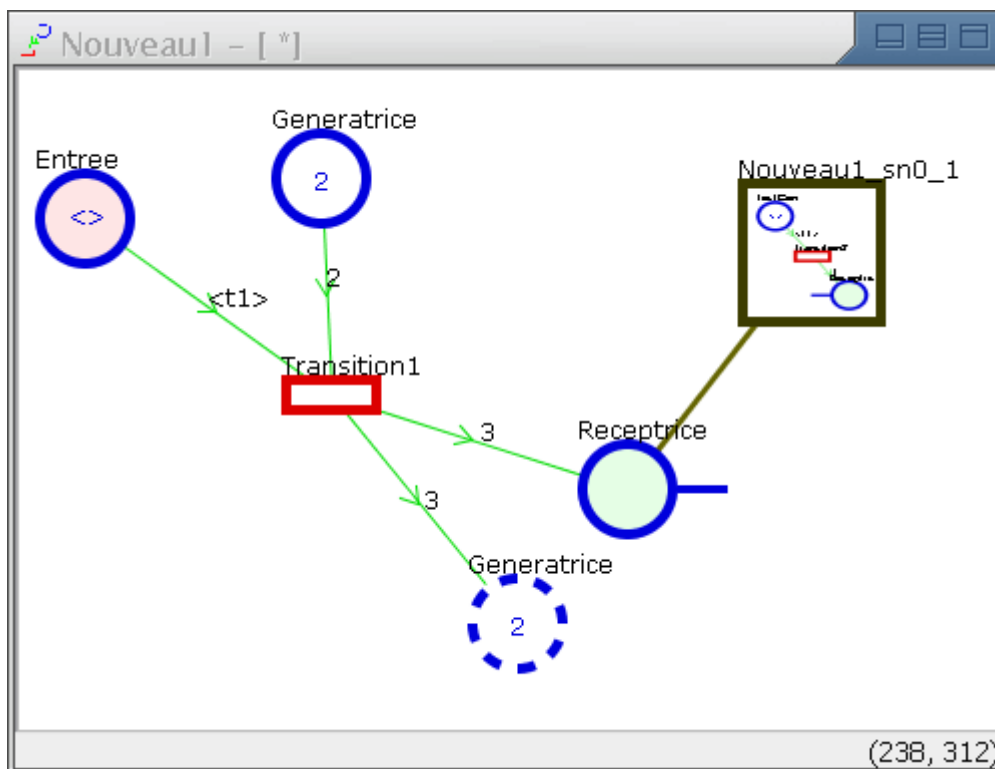 Nouveau1 - [ *]
Generatrice
Entree
2
<>
Nouveau1_sn0_1
2
<t1>
Transition1
3
Receptrice
3
Generatrice
2
(238, 312)